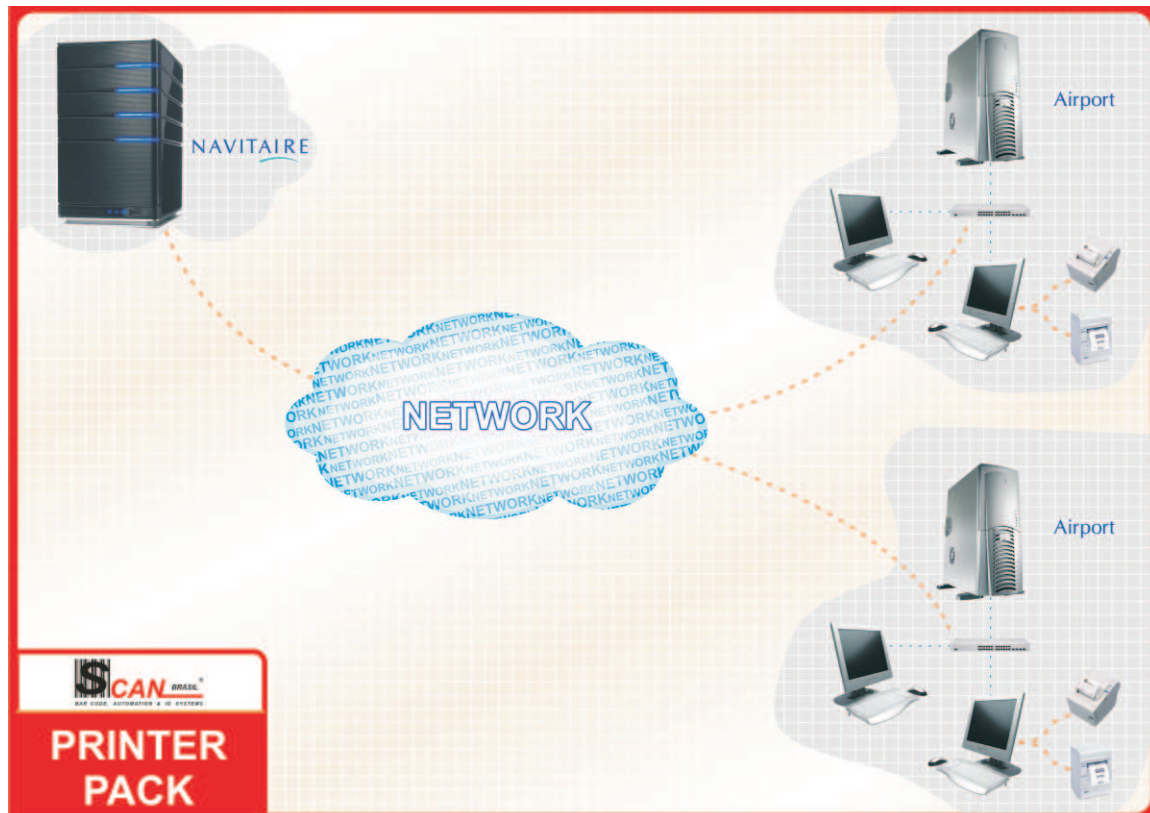 NAVITAIRE
Airport
NETWORK
Airport
SCAN BRASIL®
BAR CODE, AUTOMATION & ID SYSTEMS
PRINTER
PACK